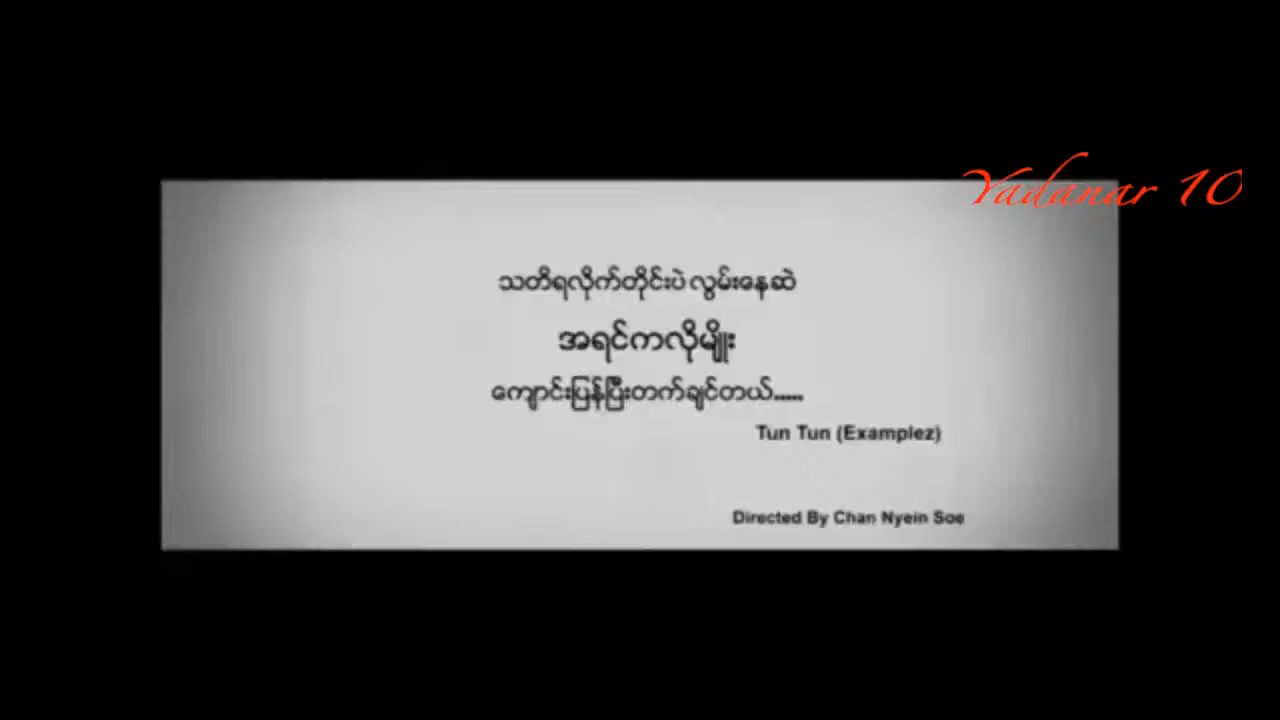 Yadanar 10
သတိရလိုက်တိုင်းပဲ လွမ်းနေဆဲ
အရင်ကလိုမျိုး
ကျောင်းပြန်ပြီးတက်ချင်တယ်.....
Tun Tun (Examplez)
Directed By Chan Nyein Soe